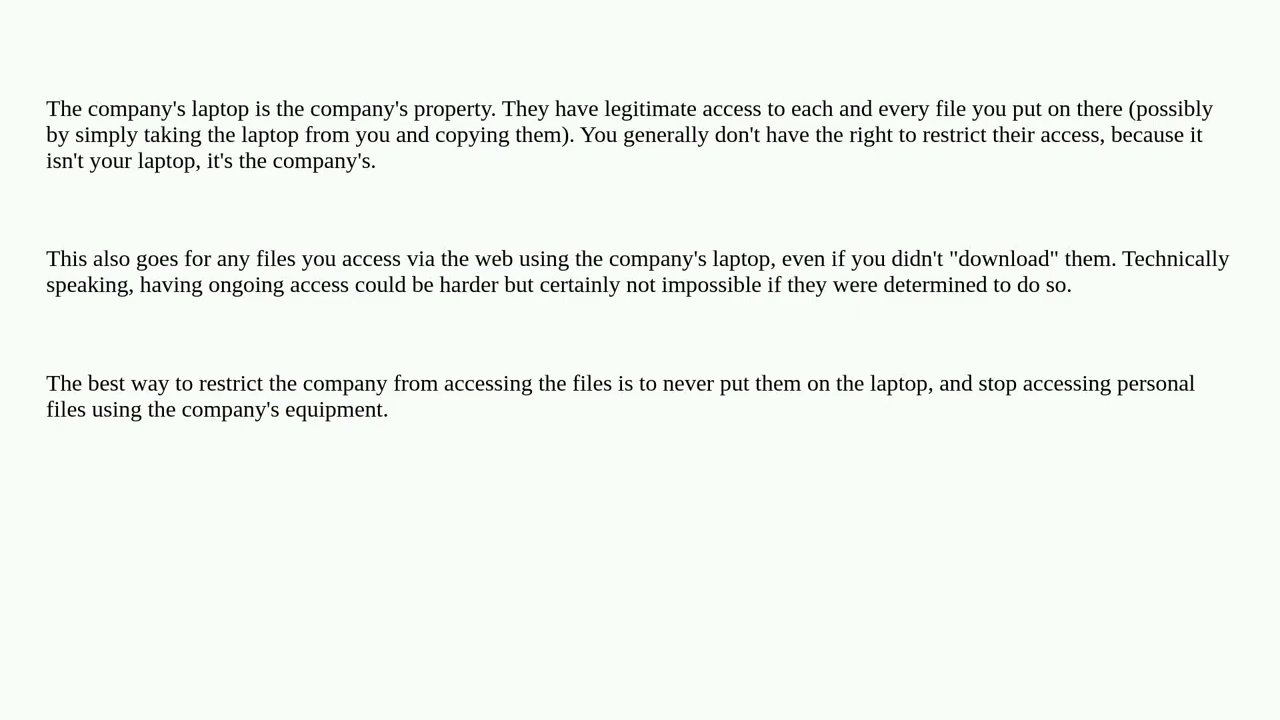 The company's laptop is the company's property. They have legitimate access to each and every file you put on there (possibly
by simply taking the laptop from you and copying them). You generally don't have the right to restrict their access, because it
isn't your laptop, it's the company's.
This also goes for any files you access via the web using the company's laptop, even if you didn't "download" them. Technically
speaking, having ongoing access could be harder but certainly not impossible if they were determined to do so.
The best way to restrict the company from accessing the files is to never put them on the laptop, and stop accessing personal
files using the company's equipment.